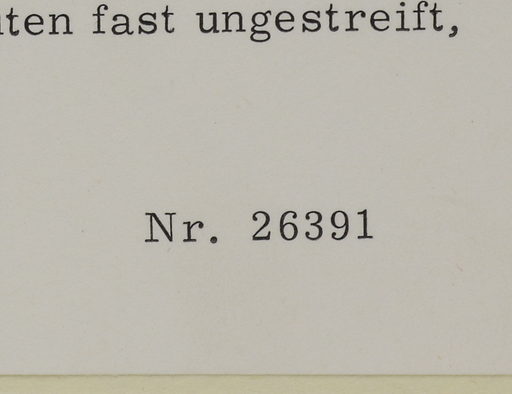 ten fast ungestreift,
Nr. 26391